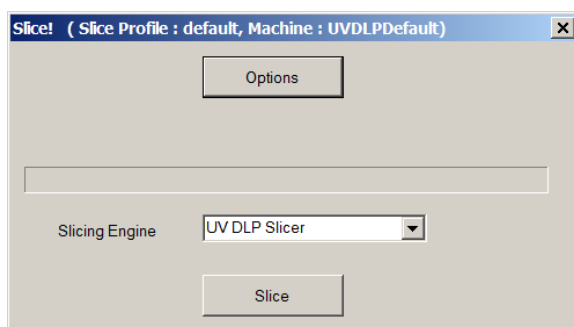 Slice! ( Slice Profile : default, Machine : UVDLPDefault)
Options
Slicing Engine UV DLP Slicer
Slice